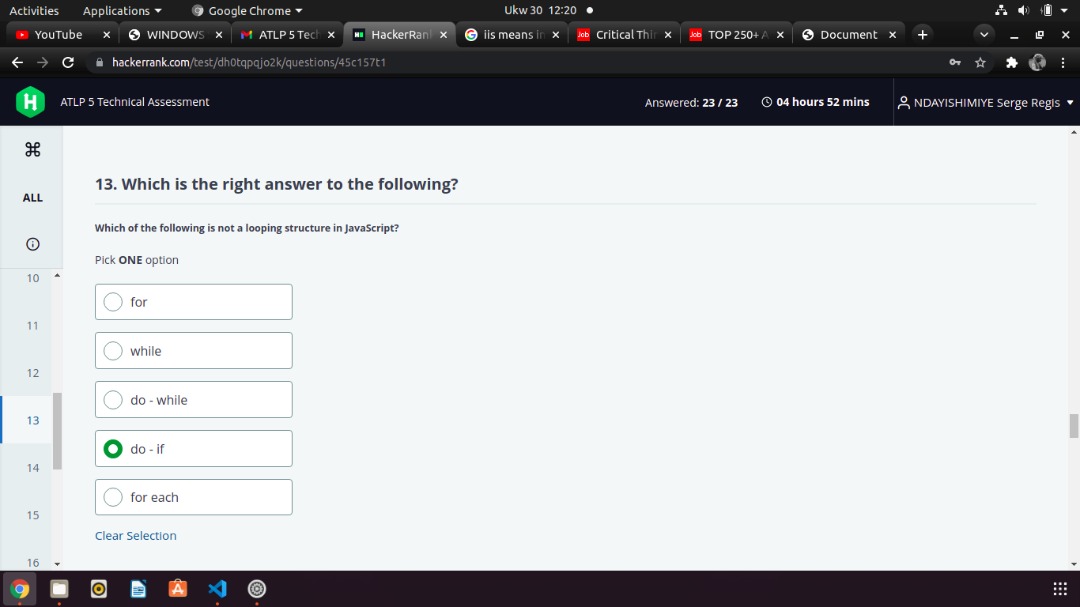 Activities Applications Google Chrome Ukw 30 12:20
YouTube WINDOWS ATLP 5 Tech HackerRan iis means in Critical Thin TOP 250+ A Document
hackerrank.com/test/dh0tqpqjo2k/questions/45c157t1
H ATLP 5 Technical Assessment Answered: 23 / 23 04 hours 52 mins NDAYISHIMIYE Serge Regis
ALL
10
11
12
13
14
15
16
13. Which is the right answer to the following?
Which of the following is not a looping structure in JavaScript?
Pick ONE option
for
while
do - while
do - if
for each
Clear Selection